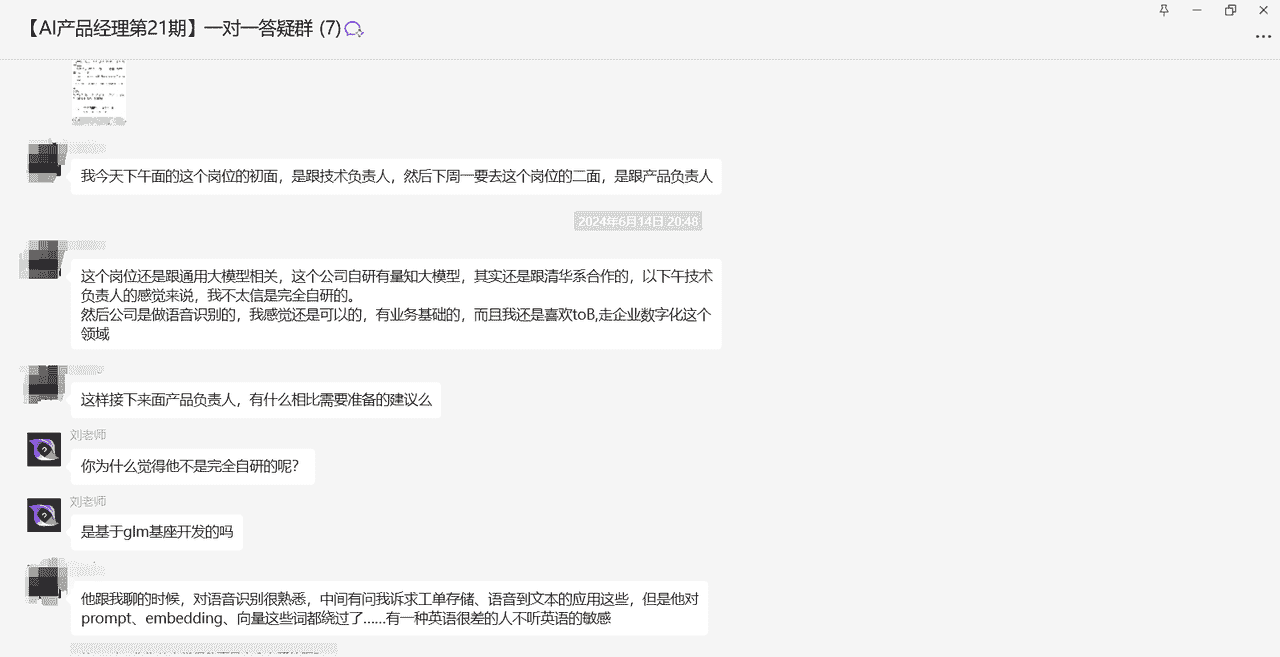 【AI产品经理第21期】一对一答疑群 (7)
我今天下午面的这个岗位的初面，是跟技术负责人，然后下周一要去这个岗位的二面，是跟产品负责人
2024年6月14日 20:48
这个岗位还是跟通用大模型相关，这个公司自研有量知大模型，其实还是跟清华系合作的，以下午技术
负责人的感觉来说，我不太信是完全自研的。
然后公司是做语音识别的，我感觉还是可以的，有业务基础的，而且我还是喜欢toB,走企业数字化这个
领域
这样接下来面产品负责人，有什么相比需要准备的建议么
刘老师
你为什么觉得他不是完全自研的呢?
刘老师
是基于glm基座开发的吗
他跟我聊的时候，对语音识别很熟悉，中间有问我诉求工单存储、语音到文本的应用这些，但是他对
prompt、embedding、向量这些词都绕过了......有一种英语很差的人不听英语的敏感